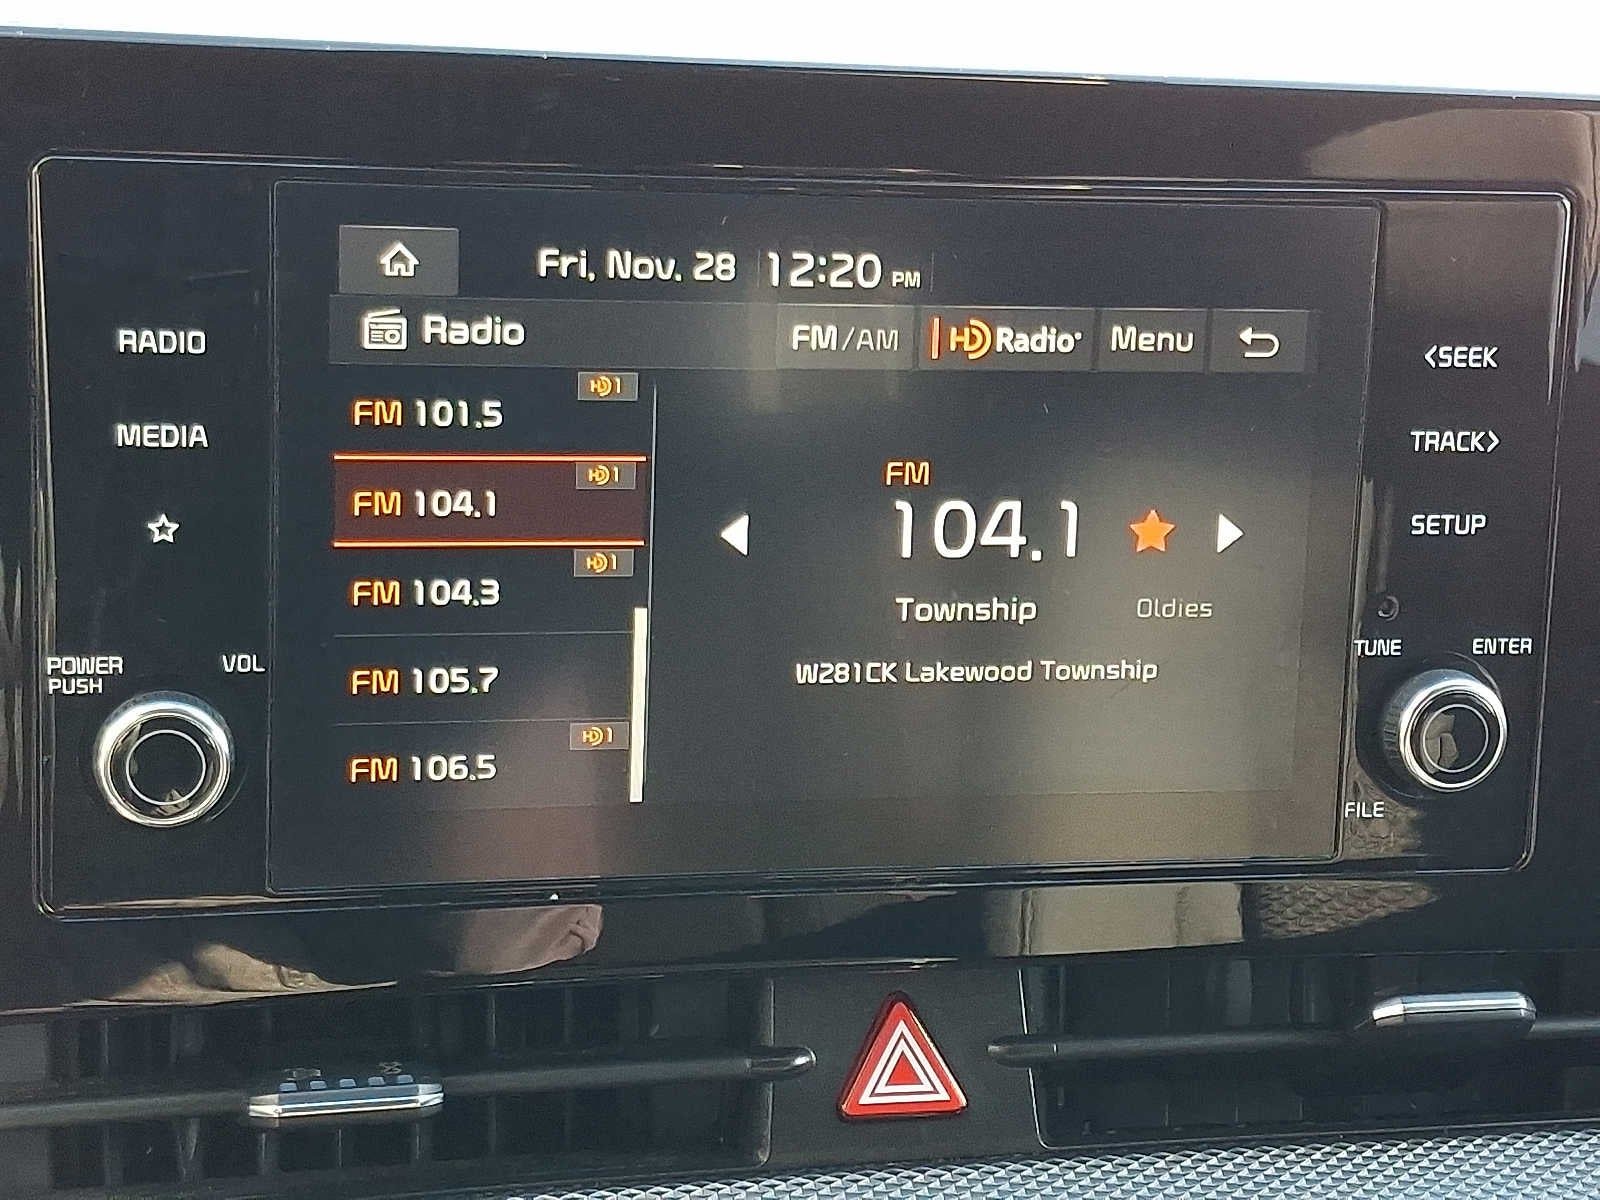 Fri, Nov. 28 12:20 PM
Radio FM/AM HD Radio Menu
RADIO
MEDIA
POWER
PUSH
VOL
HD1
FM 101.5
HD1
FM 104.1
HD1
FM 104.3
FM 105.7
HD1
FM 106.5
FM
104.1
Township Oldies
W281CK Lakewood Township
<SEEK
TRACK>
SETUP
TUNE ENTER
FILE